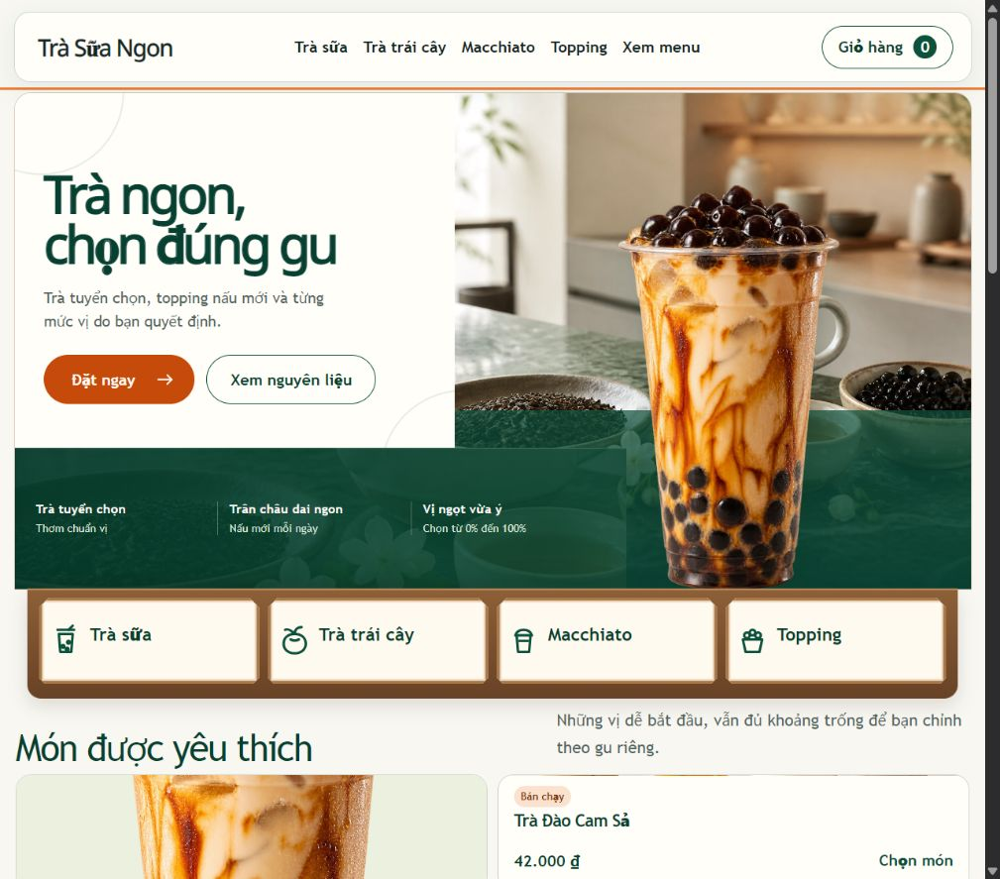 Trà Sữa Ngon
Trà sữa Trà trái cây Macchiato Topping Xem menu
Giỏ hàng 0
Trà ngon,
chọn đúng gu
Trà tuyển chọn, topping nấu mới và từng
mức vị do bạn quyết định.
Đặt ngay →
Xem nguyên liệu
Trà tuyển chọn
Thơm chuẩn vị
Trân châu dai ngon
Nấu mới mỗi ngày
Vị ngọt vừa ý
Chọn từ 0% đến 100%
Trà sữa
Trà trái cây
Macchiato
Topping
Món được yêu thích
Những vị dễ bắt đầu, vẫn đủ khoảng trống để bạn chỉnh
theo gu riêng.
Bán chạy
Trà Đào Cam Sả
42.000 ₫
Chọn món